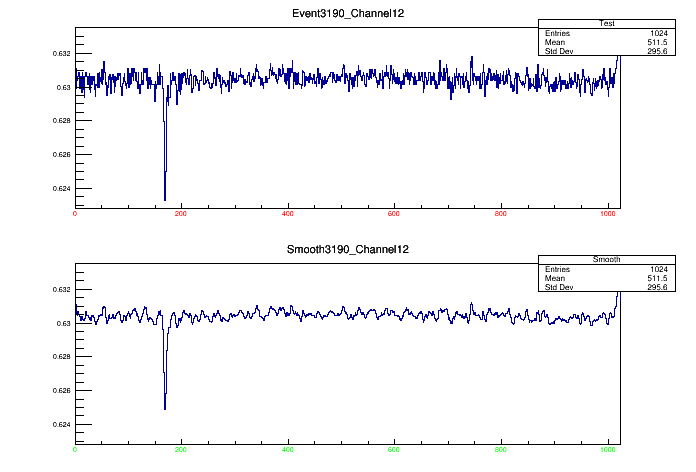 Event3190_Channel12
Test
Entries 1024
Mean 511.5
Std Dev 295.6
0.632
0.63
0.628
0.626
0.624
0 200 400 600 800 1000
Smooth3190_Channel12
Smooth
Entries 1024
Mean 511.5
Std Dev 295.6
0.632
0.63
0.628
0.626
0.624
0 200 400 600 800 1000